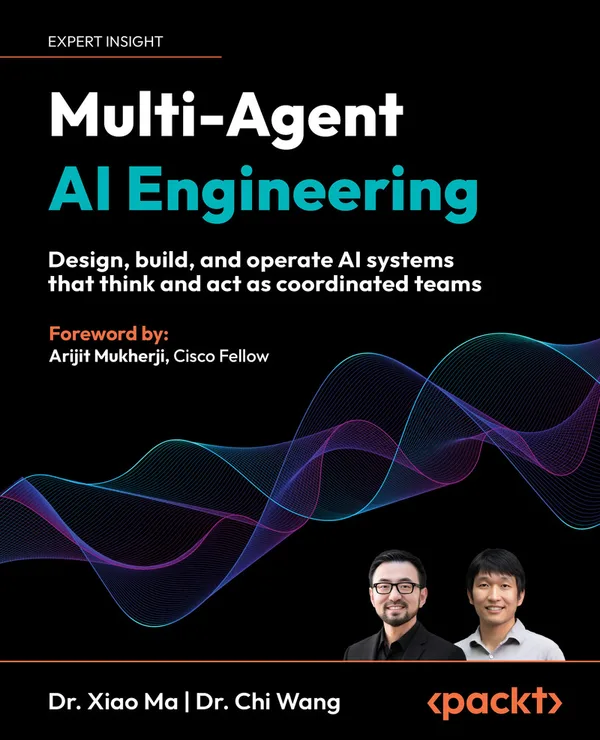 EXPERT INSIGHT
Multi-Agent
AI Engineering
Design, build, and operate AI systems
that think and act as coordinated teams
Foreword by:
Arijit Mukherji, Cisco Fellow
Dr. Xiao Ma | Dr. Chi Wang
<packt>